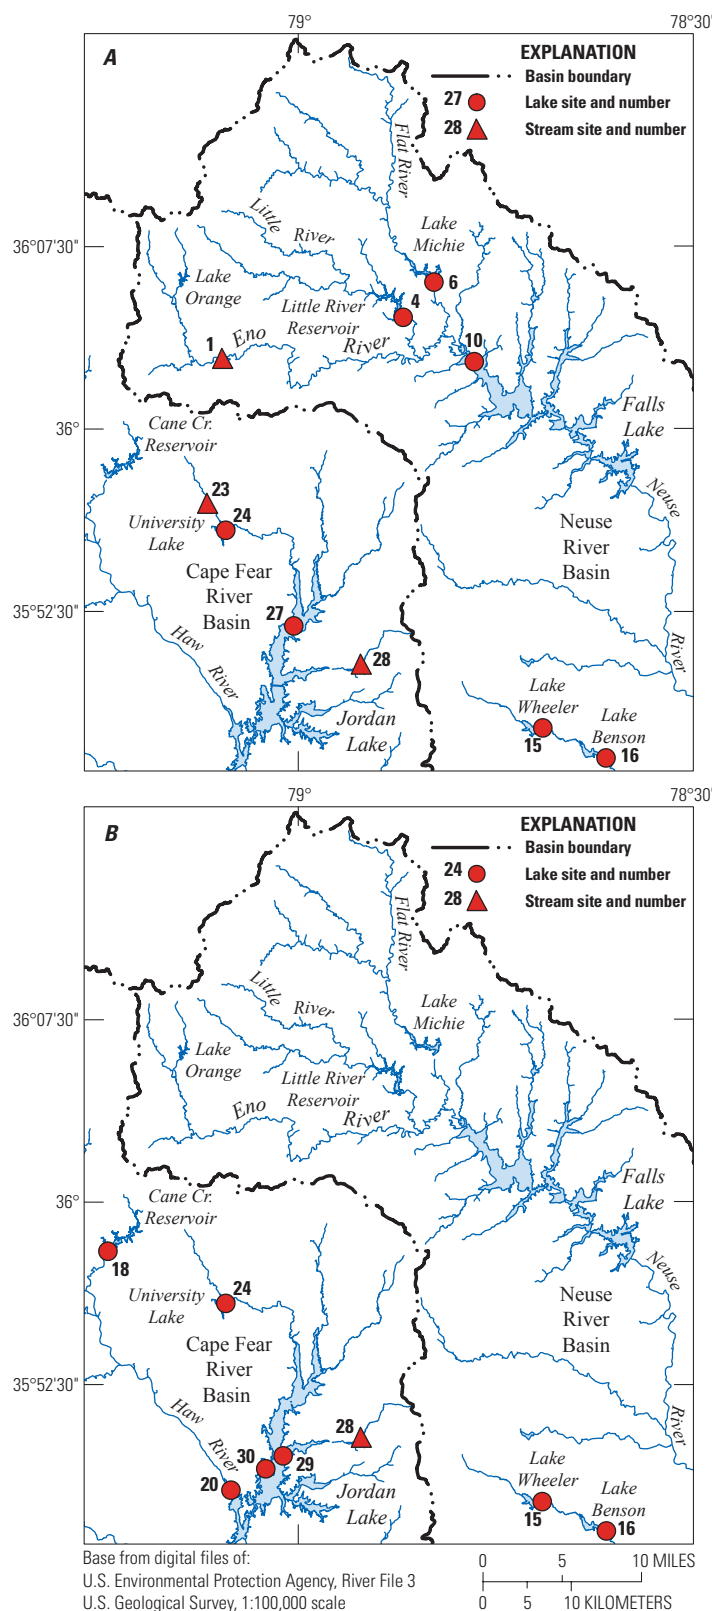 79°
78°30'
A
EXPLANATION
Basin boundary
27
Lake site and number
28
Stream site and number
Flat River
Little
River
Lake
Michie
36°07'30"
Lake
Orange
6
4
Little River
Reservoir
1
Eno
River
10
Cane Cr.
Reservoir
36°
Falls
Lake
23
24
University
Lake
Neuse
Neuse
River
Basin
Cape Fear
River
Basin
35°52'30"
27
Haw
River
28
River
Jordan
Lake
Lake
Wheeler
15
Lake
Benson
16
79°
78°30'
B
EXPLANATION
Basin boundary
24
Lake site and number
28
Stream site and number
Flat River
Little
River
Lake
Michie
36°07'30"
Lake
Orange
Little River
Reservoir
Eno
River
Cane Cr.
Reservoir
36°
Falls
Lake
18
24
University
Lake
Neuse
Neuse
River
Basin
Cape Fear
River
Basin
35°52'30"
Haw
River
28
River
30
29
20
Jordan
Lake
Lake
Wheeler
15
Lake
Benson
16
Base from digital files of:
U.S. Environmental Protection Agency, River File 3
U.S. Geological Survey, 1:100,000 scale
0 5 10 MILES
0 5 10 KILOMETERS